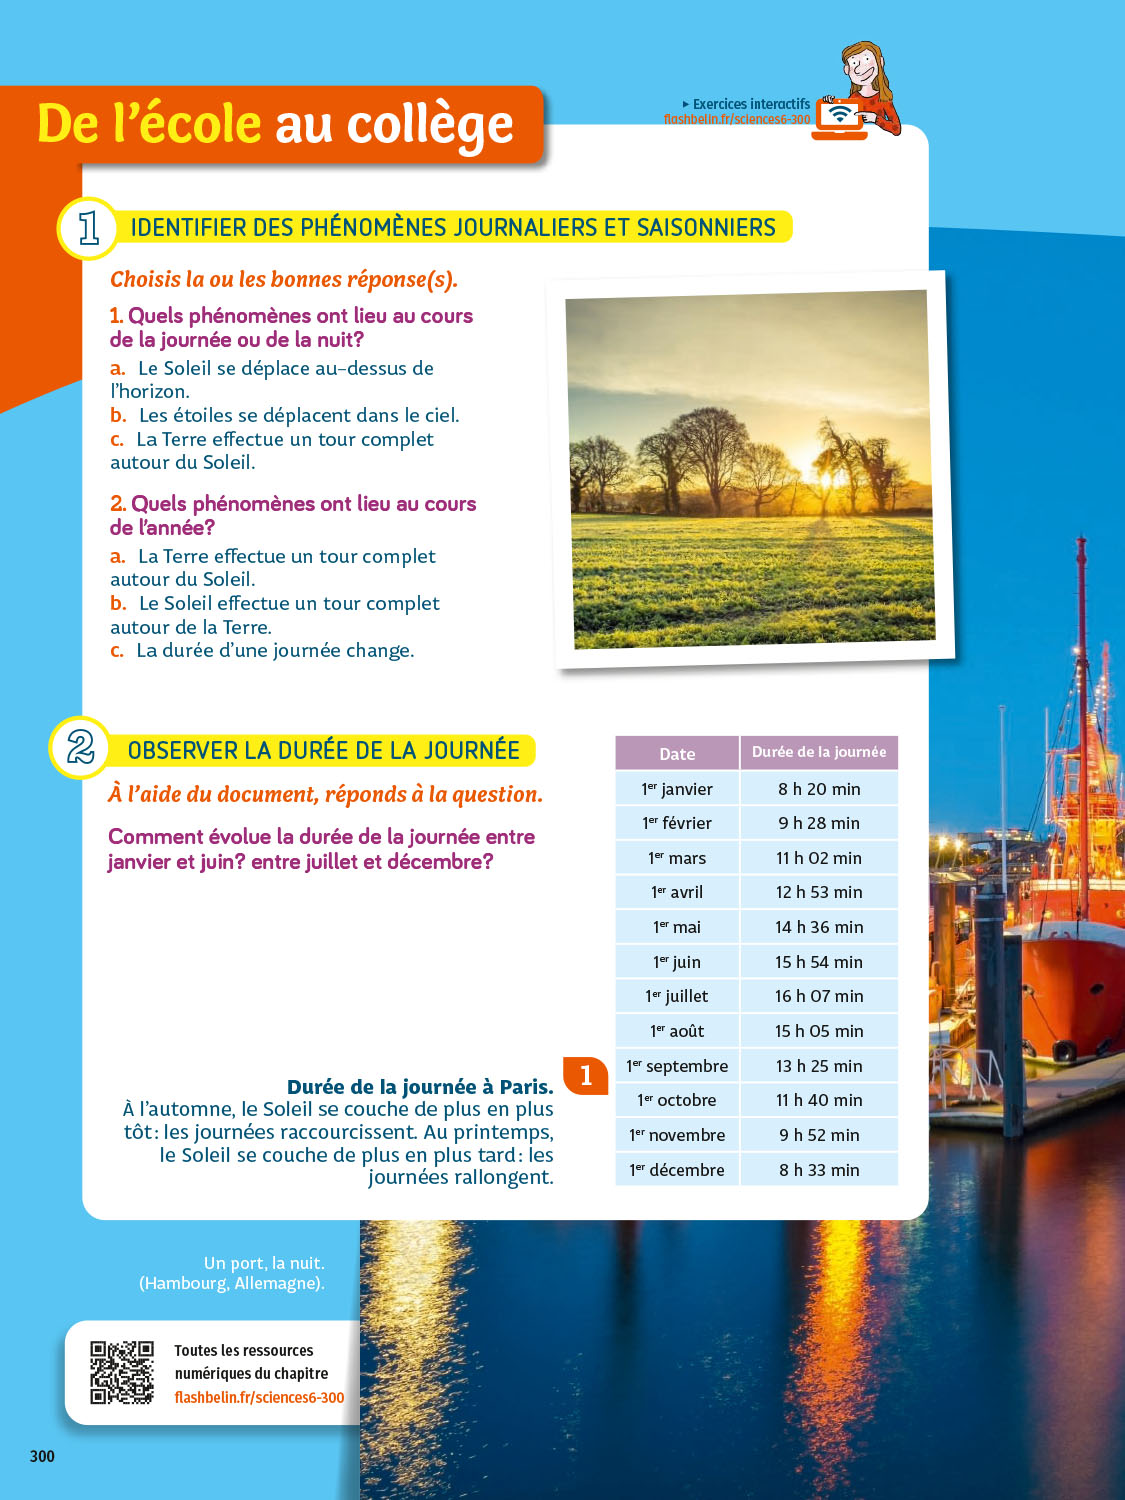 De l'école au collège
▸ Exercices interactifs
flashbelin.fr/sciences6-300
1 IDENTIFIER DES PHÉNOMÈNES JOURNALIERS ET SAISONNIERS
Choisis la ou les bonnes réponse(s).
1. Quels phénomènes ont lieu au cours
de la journée ou de la nuit?
a. Le Soleil se déplace au-dessus de
l'horizon.
b. Les étoiles se déplacent dans le ciel.
c. La Terre effectue un tour complet
autour du Soleil.
2. Quels phénomènes ont lieu au cours
de l'année?
a. La Terre effectue un tour complet
autour du Soleil.
b. Le Soleil effectue un tour complet
autour de la Terre.
c. La durée d'une journée change.
2 OBSERVER LA DURÉE DE LA JOURNÉE
À l'aide du document, réponds à la question.
Comment évolue la durée de la journée entre
janvier et juin? entre juillet et décembre?
Date Durée de la journée
1er janvier 8 h 20 min
1er février 9 h 28 min
1er mars 11 h 02 min
1er avril 12 h 53 min
1er mai 14 h 36 min
1er juin 15 h 54 min
1er juillet 16 h 07 min
1er août 15 h 05 min
1er septembre 13 h 25 min
1er octobre 11 h 40 min
1er novembre 9 h 52 min
1er décembre 8 h 33 min
1
Durée de la journée à Paris.
À l'automne, le Soleil se couche de plus en plus
tôt : les journées raccourcissent. Au printemps,
le Soleil se couche de plus en plus tard : les
journées rallongent.
Un port, la nuit.
(Hambourg, Allemagne).
Toutes les ressources
numériques du chapitre
flashbelin.fr/sciences6-300
300